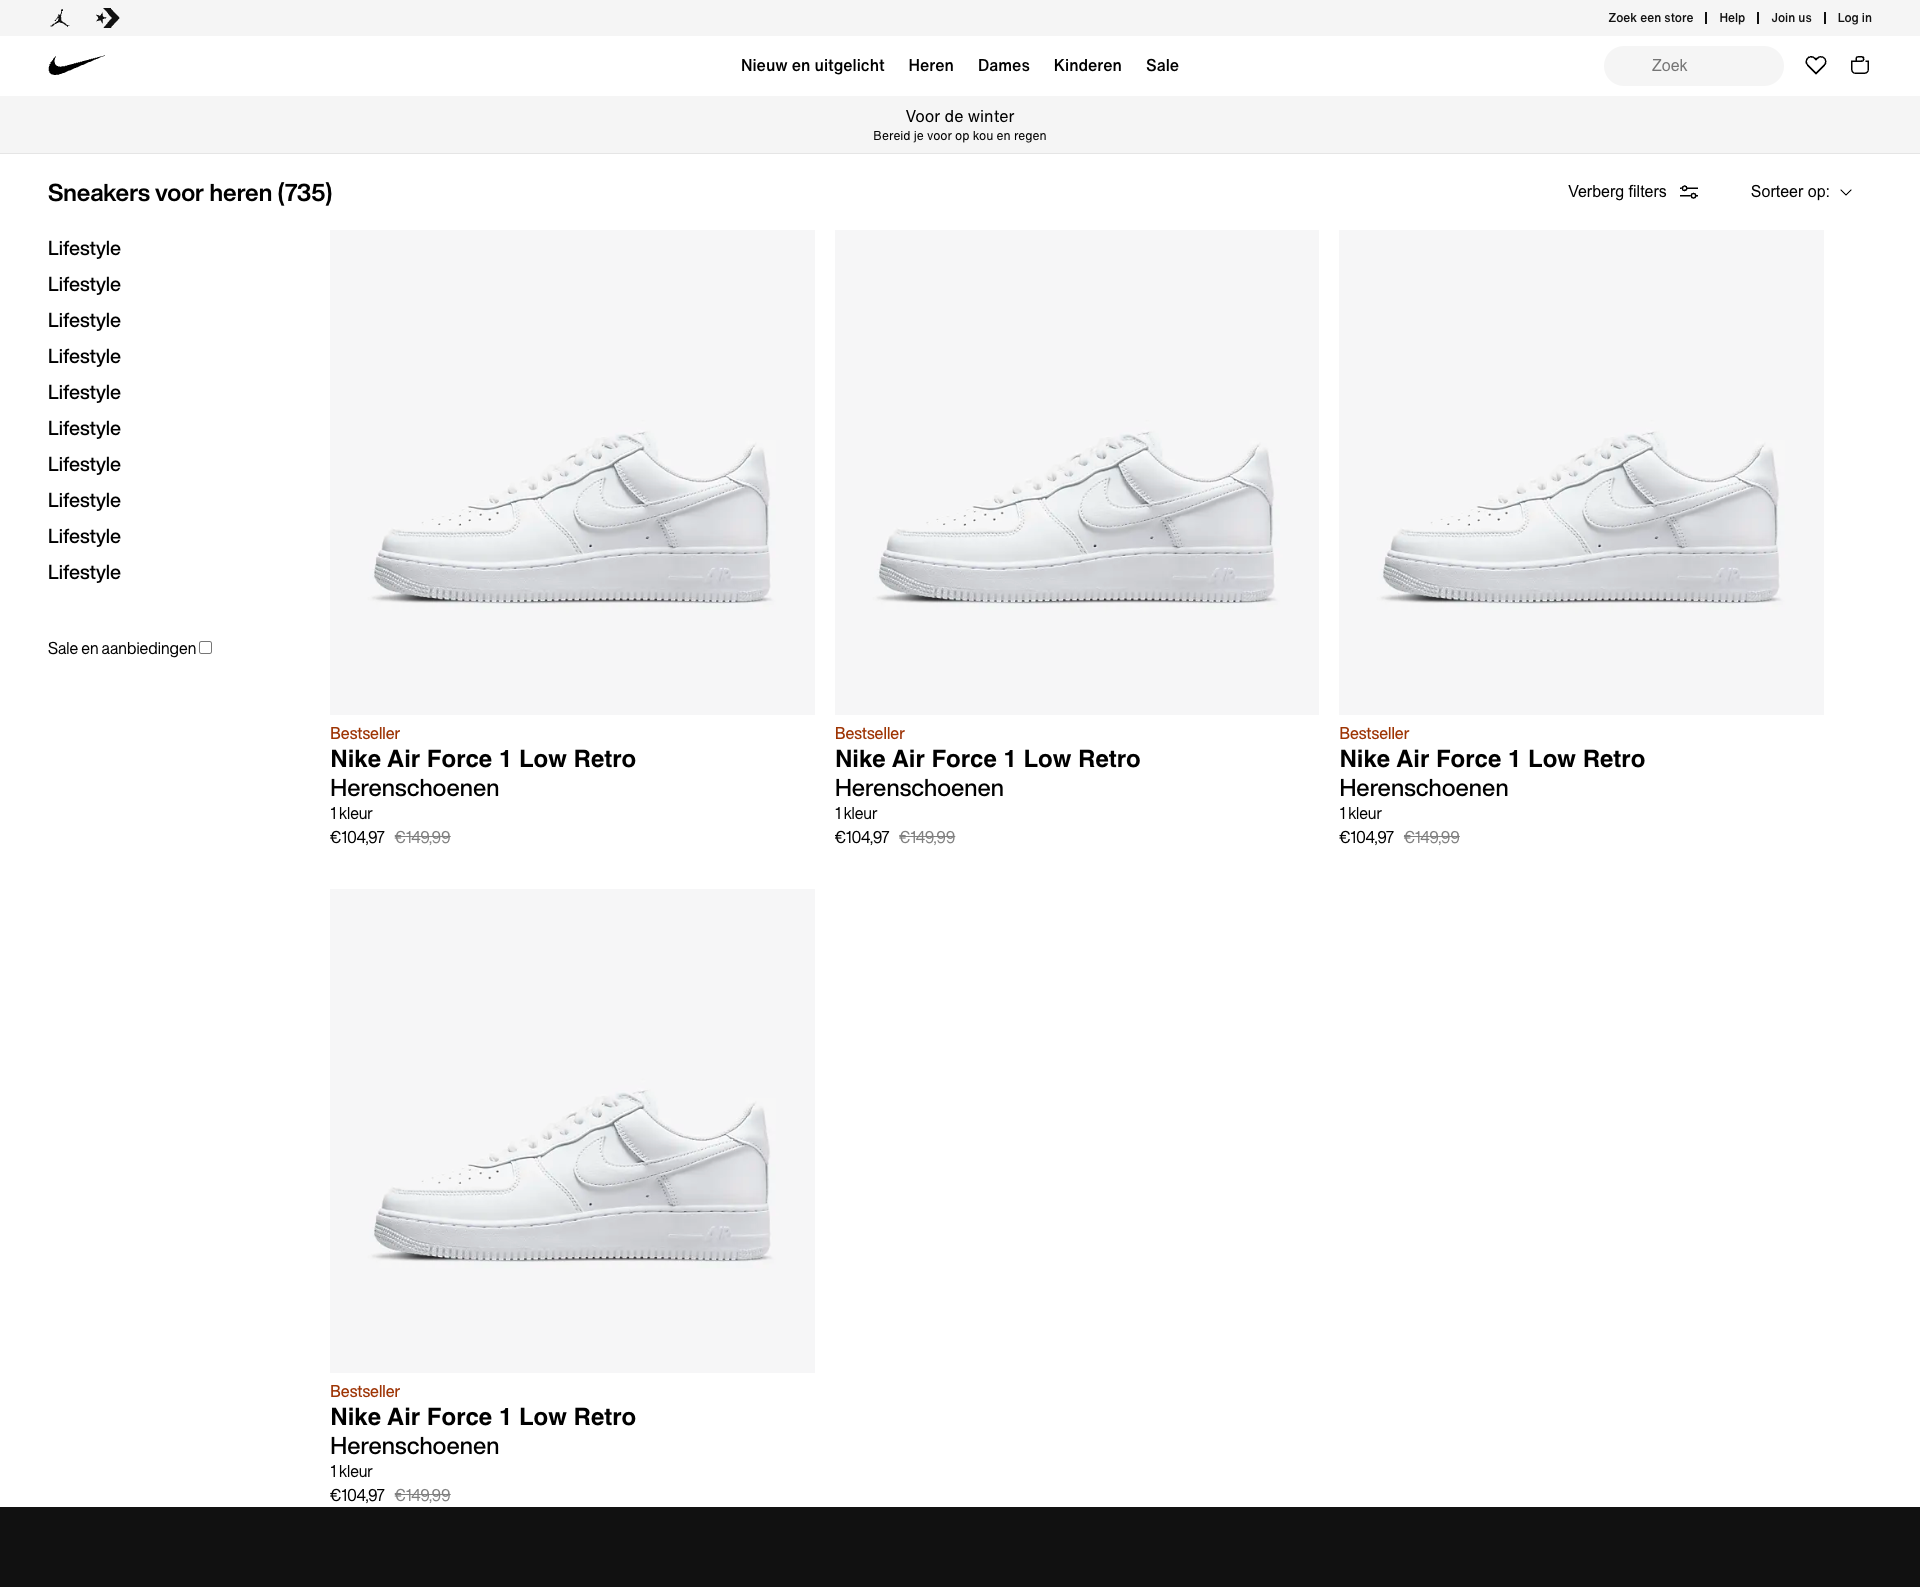 Zoek een store | Help | Join us | Log in
Nieuw en uitgelicht Heren Dames Kinderen Sale
Zoek
Voor de winter
Bereid je voor op kou en regen
Sneakers voor heren (735)
Verberg filters
Sorteer op:
Lifestyle
Lifestyle
Lifestyle
Lifestyle
Lifestyle
Lifestyle
Lifestyle
Lifestyle
Lifestyle
Lifestyle
Sale en aanbiedingen
Bestseller
Nike Air Force 1 Low Retro
Herenschoenen
1 kleur
€104,97 €149,99
Bestseller
Nike Air Force 1 Low Retro
Herenschoenen
1 kleur
€104,97 €149,99
Bestseller
Nike Air Force 1 Low Retro
Herenschoenen
1 kleur
€104,97 €149,99
Bestseller
Nike Air Force 1 Low Retro
Herenschoenen
1 kleur
€104,97 €149,99